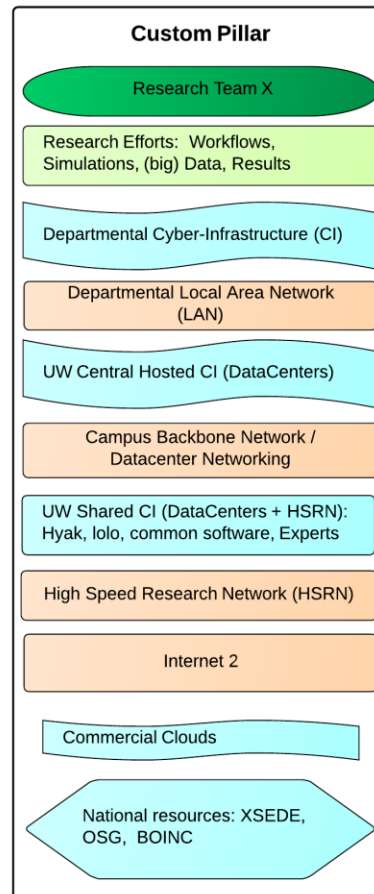 Custom Pillar
Research Team X
Research Efforts: Workflows,
Simulations, (big) Data, Results
Departmental Cyber-Infrastructure (CI)
Departmental Local Area Network
(LAN)
UW Central Hosted CI (DataCenters)
Campus Backbone Network /
Datacenter Networking
UW Shared CI (DataCenters + HSRN):
Hyak, lolo, common software, Experts
High Speed Research Network (HSRN)
Internet 2
Commercial Clouds
National resources: XSEDE,
OSG, BOINC